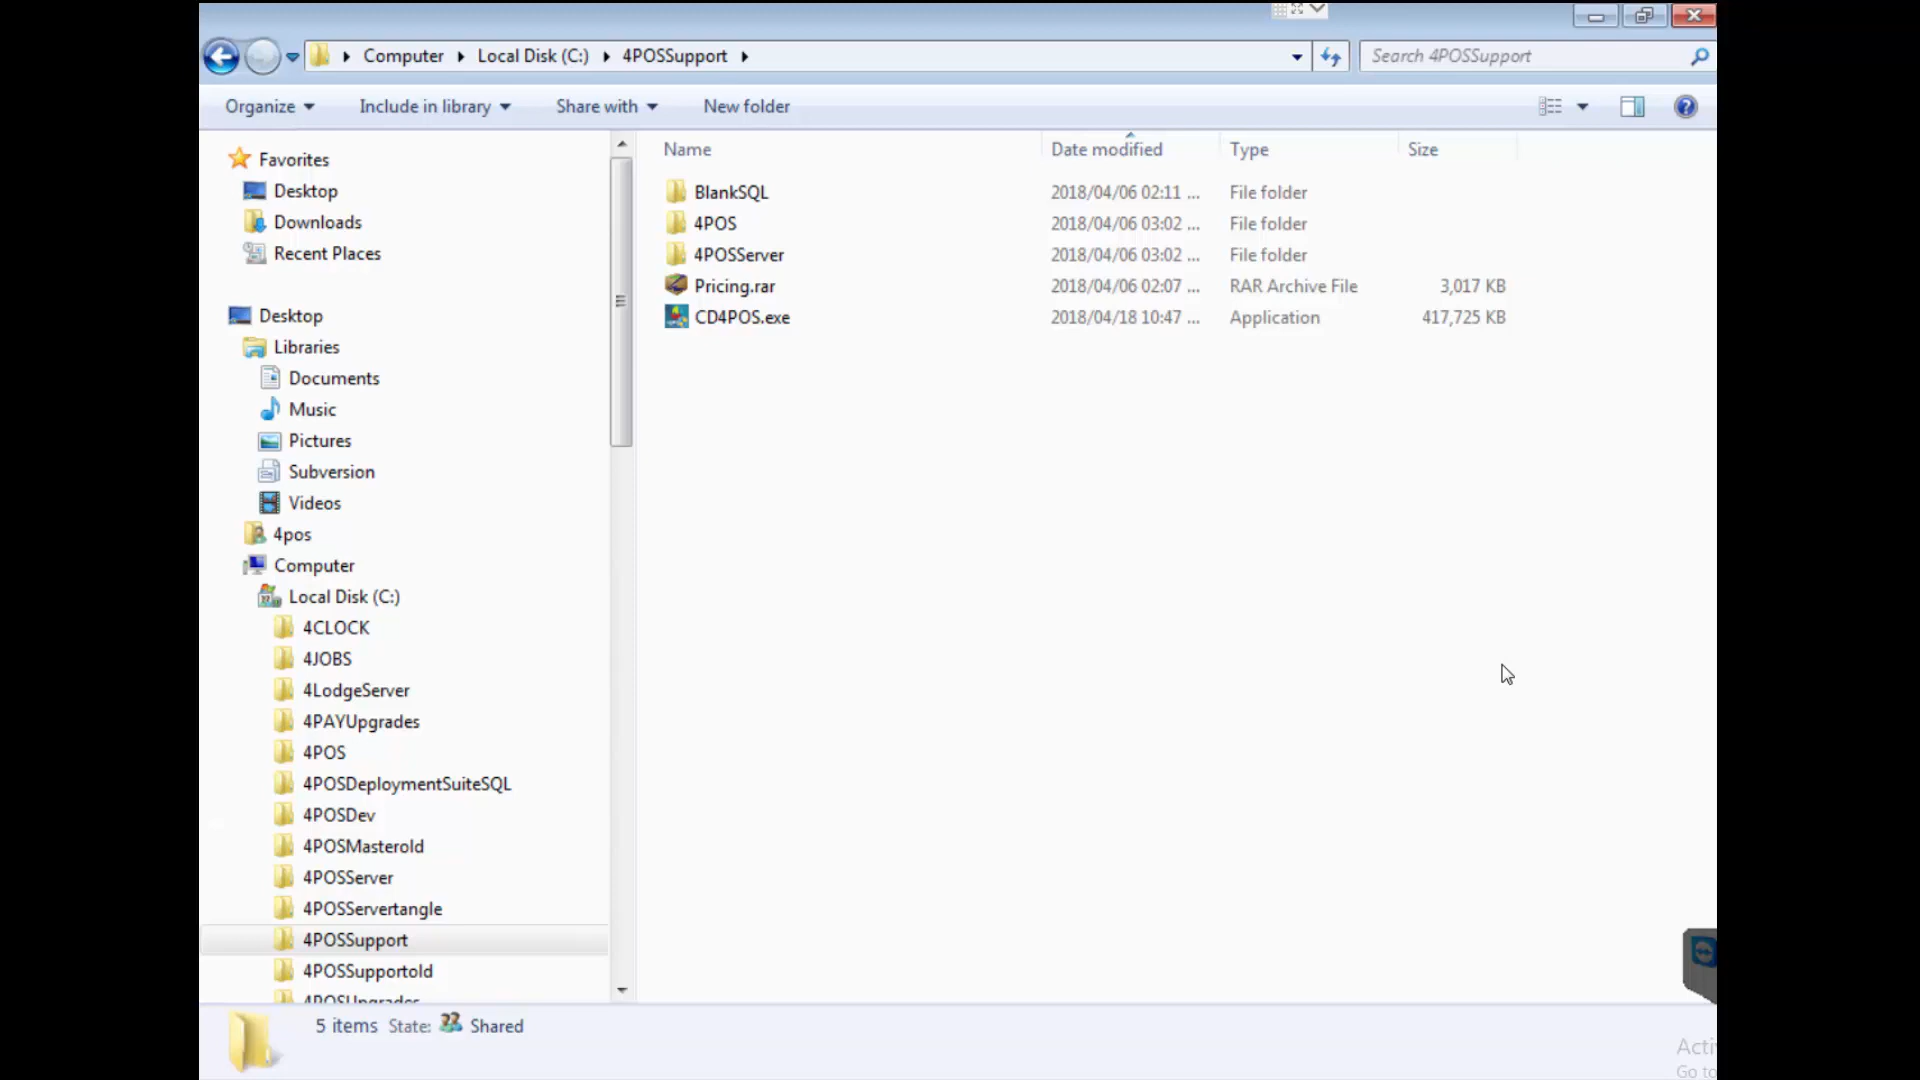 Computer Local Disk (C:) 4POSSupport
Search 4POSSupport
Organize Include in library Share with New folder
Name Date modified Type Size
BlankSQL 2018/04/06 02:11 ... File folder
4POS 2018/04/06 03:02 ... File folder
4POSServer 2018/04/06 03:02 ... File folder
Pricing.rar 2018/04/06 02:07 ... RAR Archive File 3,017 KB
CD4POS.exe 2018/04/18 10:47 ... Application 417,725 KB
Favorites
Desktop
Downloads
Recent Places
Desktop
Libraries
Documents
Music
Pictures
Subversion
Videos
4pos
Computer
Local Disk (C:)
4CLOCK
4JOBS
4LodgeServer
4PAYUpgrades
4POS
4POSDeploymentSuiteSQL
4POSDev
4POSMasterold
4POSServer
4POSServertangle
4POSSupport
4POSSupportold
4POSUpgrades
5 items State: Shared
Acti
Go to